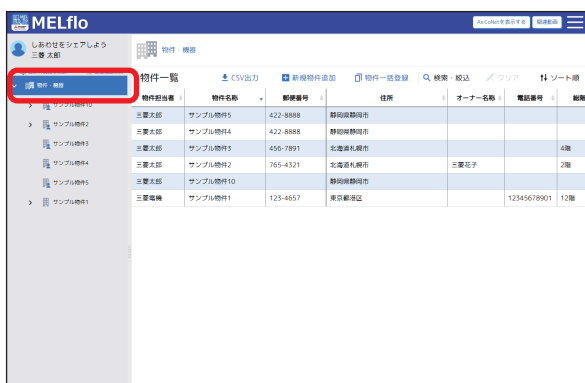 MELflo
AirCoNetを表示する
関連動画
しあわせをシェアしよう
三菱 太郎
物件・機器
物件・機器
サンプル物件10
サンプル物件2
サンプル物件3
サンプル物件4
サンプル物件5
サンプル物件1
物件一覧 CSV出力 新規物件追加 物件一括登録 検索・絞込 クリア ソート順
物件担当者 物件名称 郵便番号 住所 オーナー名称 電話番号 総階
三菱太郎 サンプル物件5 422-8888 静岡県静岡市
三菱太郎 サンプル物件4 422-8888 静岡県静岡市
三菱太郎 サンプル物件3 456-7891 北海道札幌市 4階
三菱太郎 サンプル物件2 765-4321 北海道札幌市 三菱花子 2階
三菱太郎 サンプル物件10 静岡県静岡市
三菱電機 サンプル物件1 123-4657 東京都港区 12345678901 12階